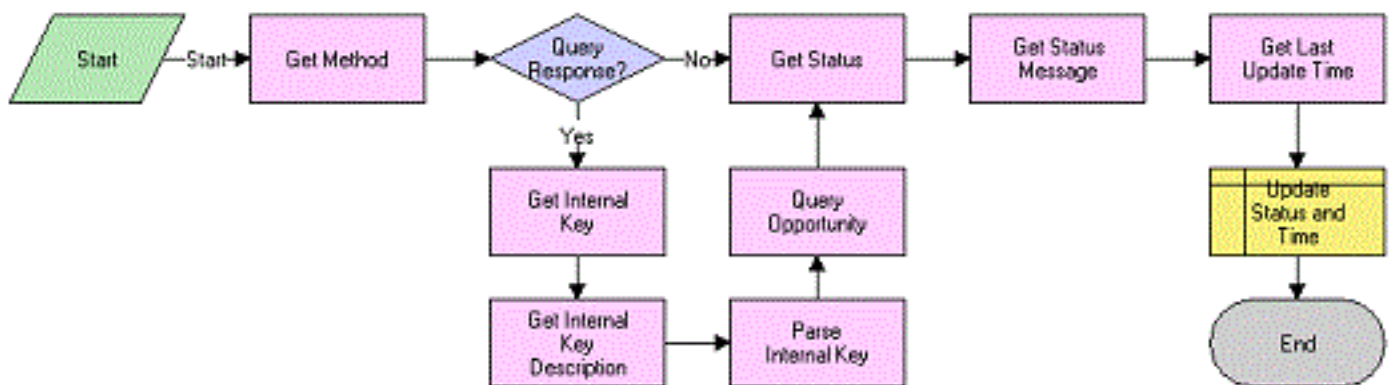 Start
Start
Get Method
Query
Response?
No
Get Status
Get Status
Message
Get Last
Update Time
Yes
Get Internal
Key
Query
Opportunity
Update
Status and
Time
Get Internal
Key
Description
Parse
Internal Key
End